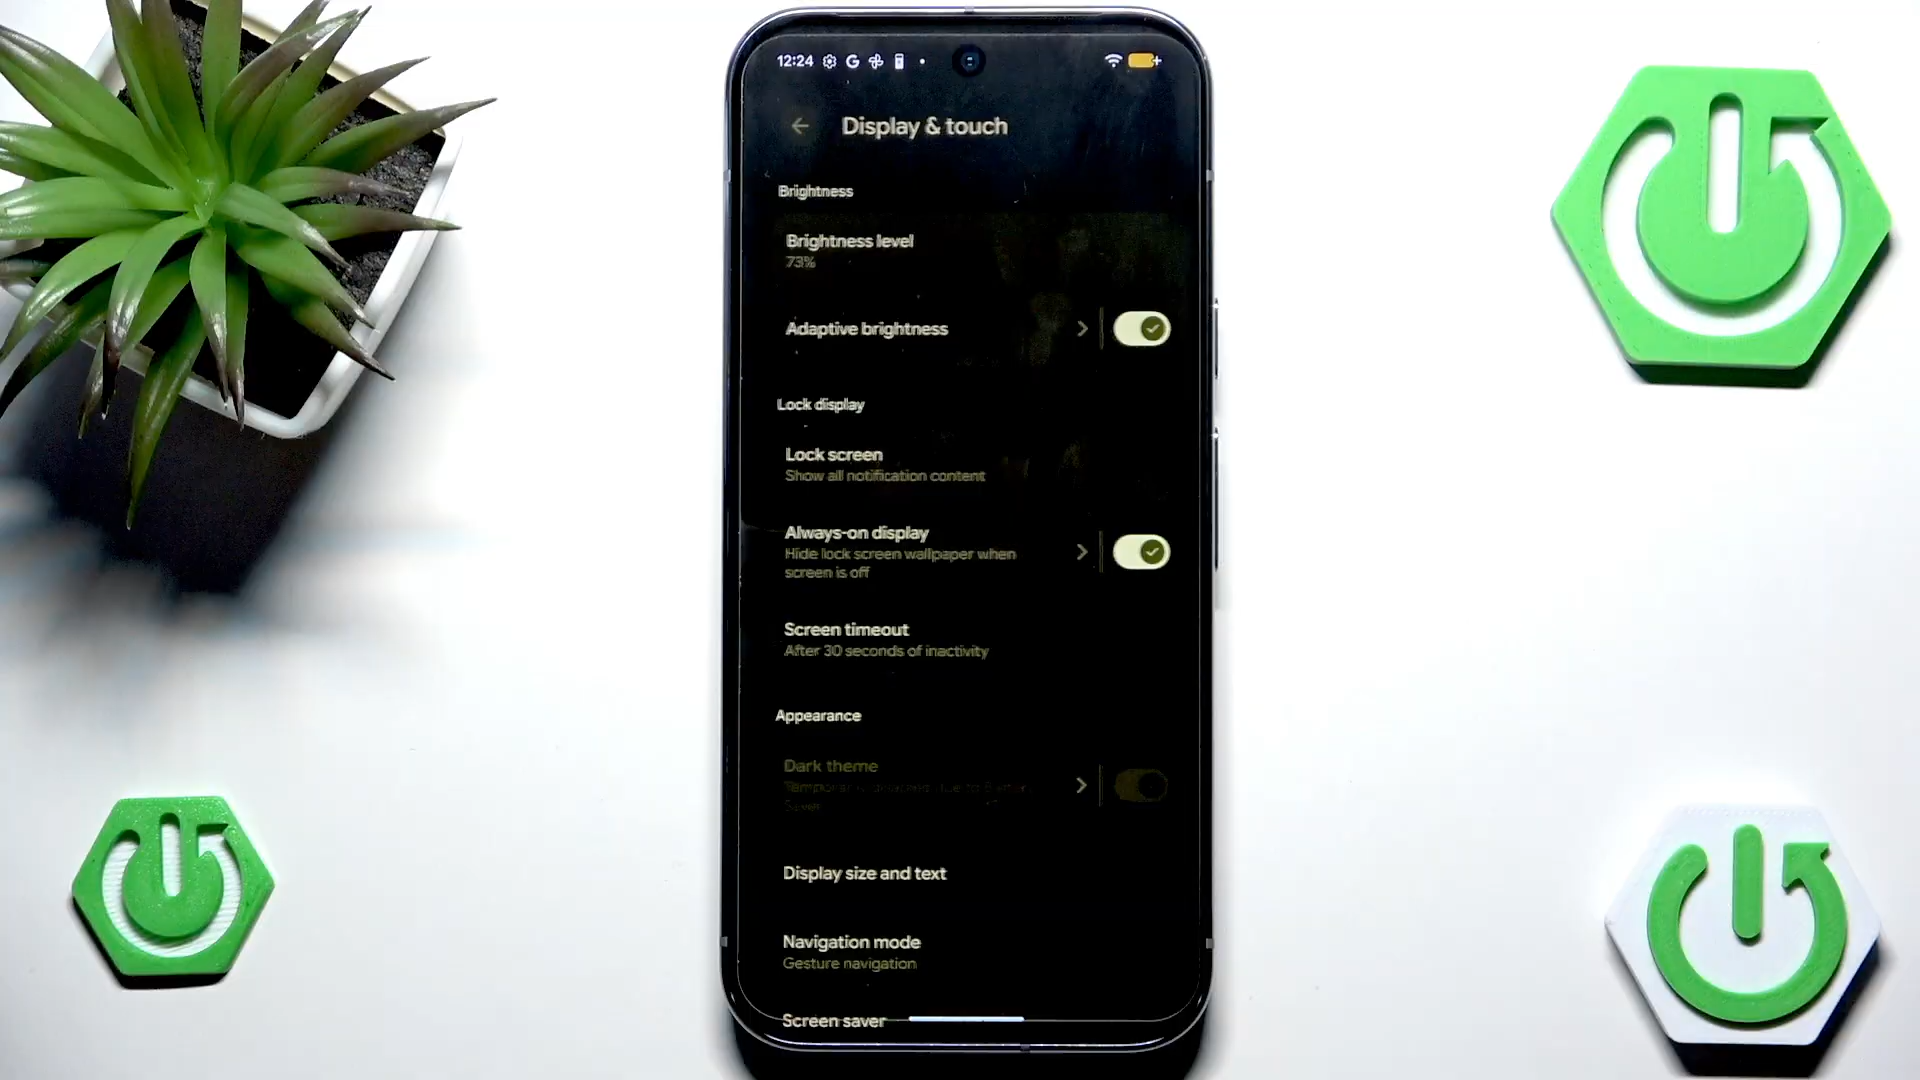 12:24
Display & touch
Brightness
Brightness level
73%
Adaptive brightness
Lock display
Lock screen
Show all notification content
Always-on display
Hide lock screen wallpaper when
screen is off
Screen timeout
After 30 seconds of inactivity
Appearance
Dark theme
Display size and text
Navigation mode
Gesture navigation
Screen saver